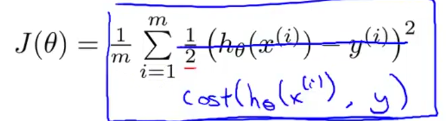 J(θ) = 1/m ∑_{i=1}^{m} 1/2 (h_θ(x^{(i)}) − y^{(i)})^2
cost(h_θ(x^{(i)}), y)